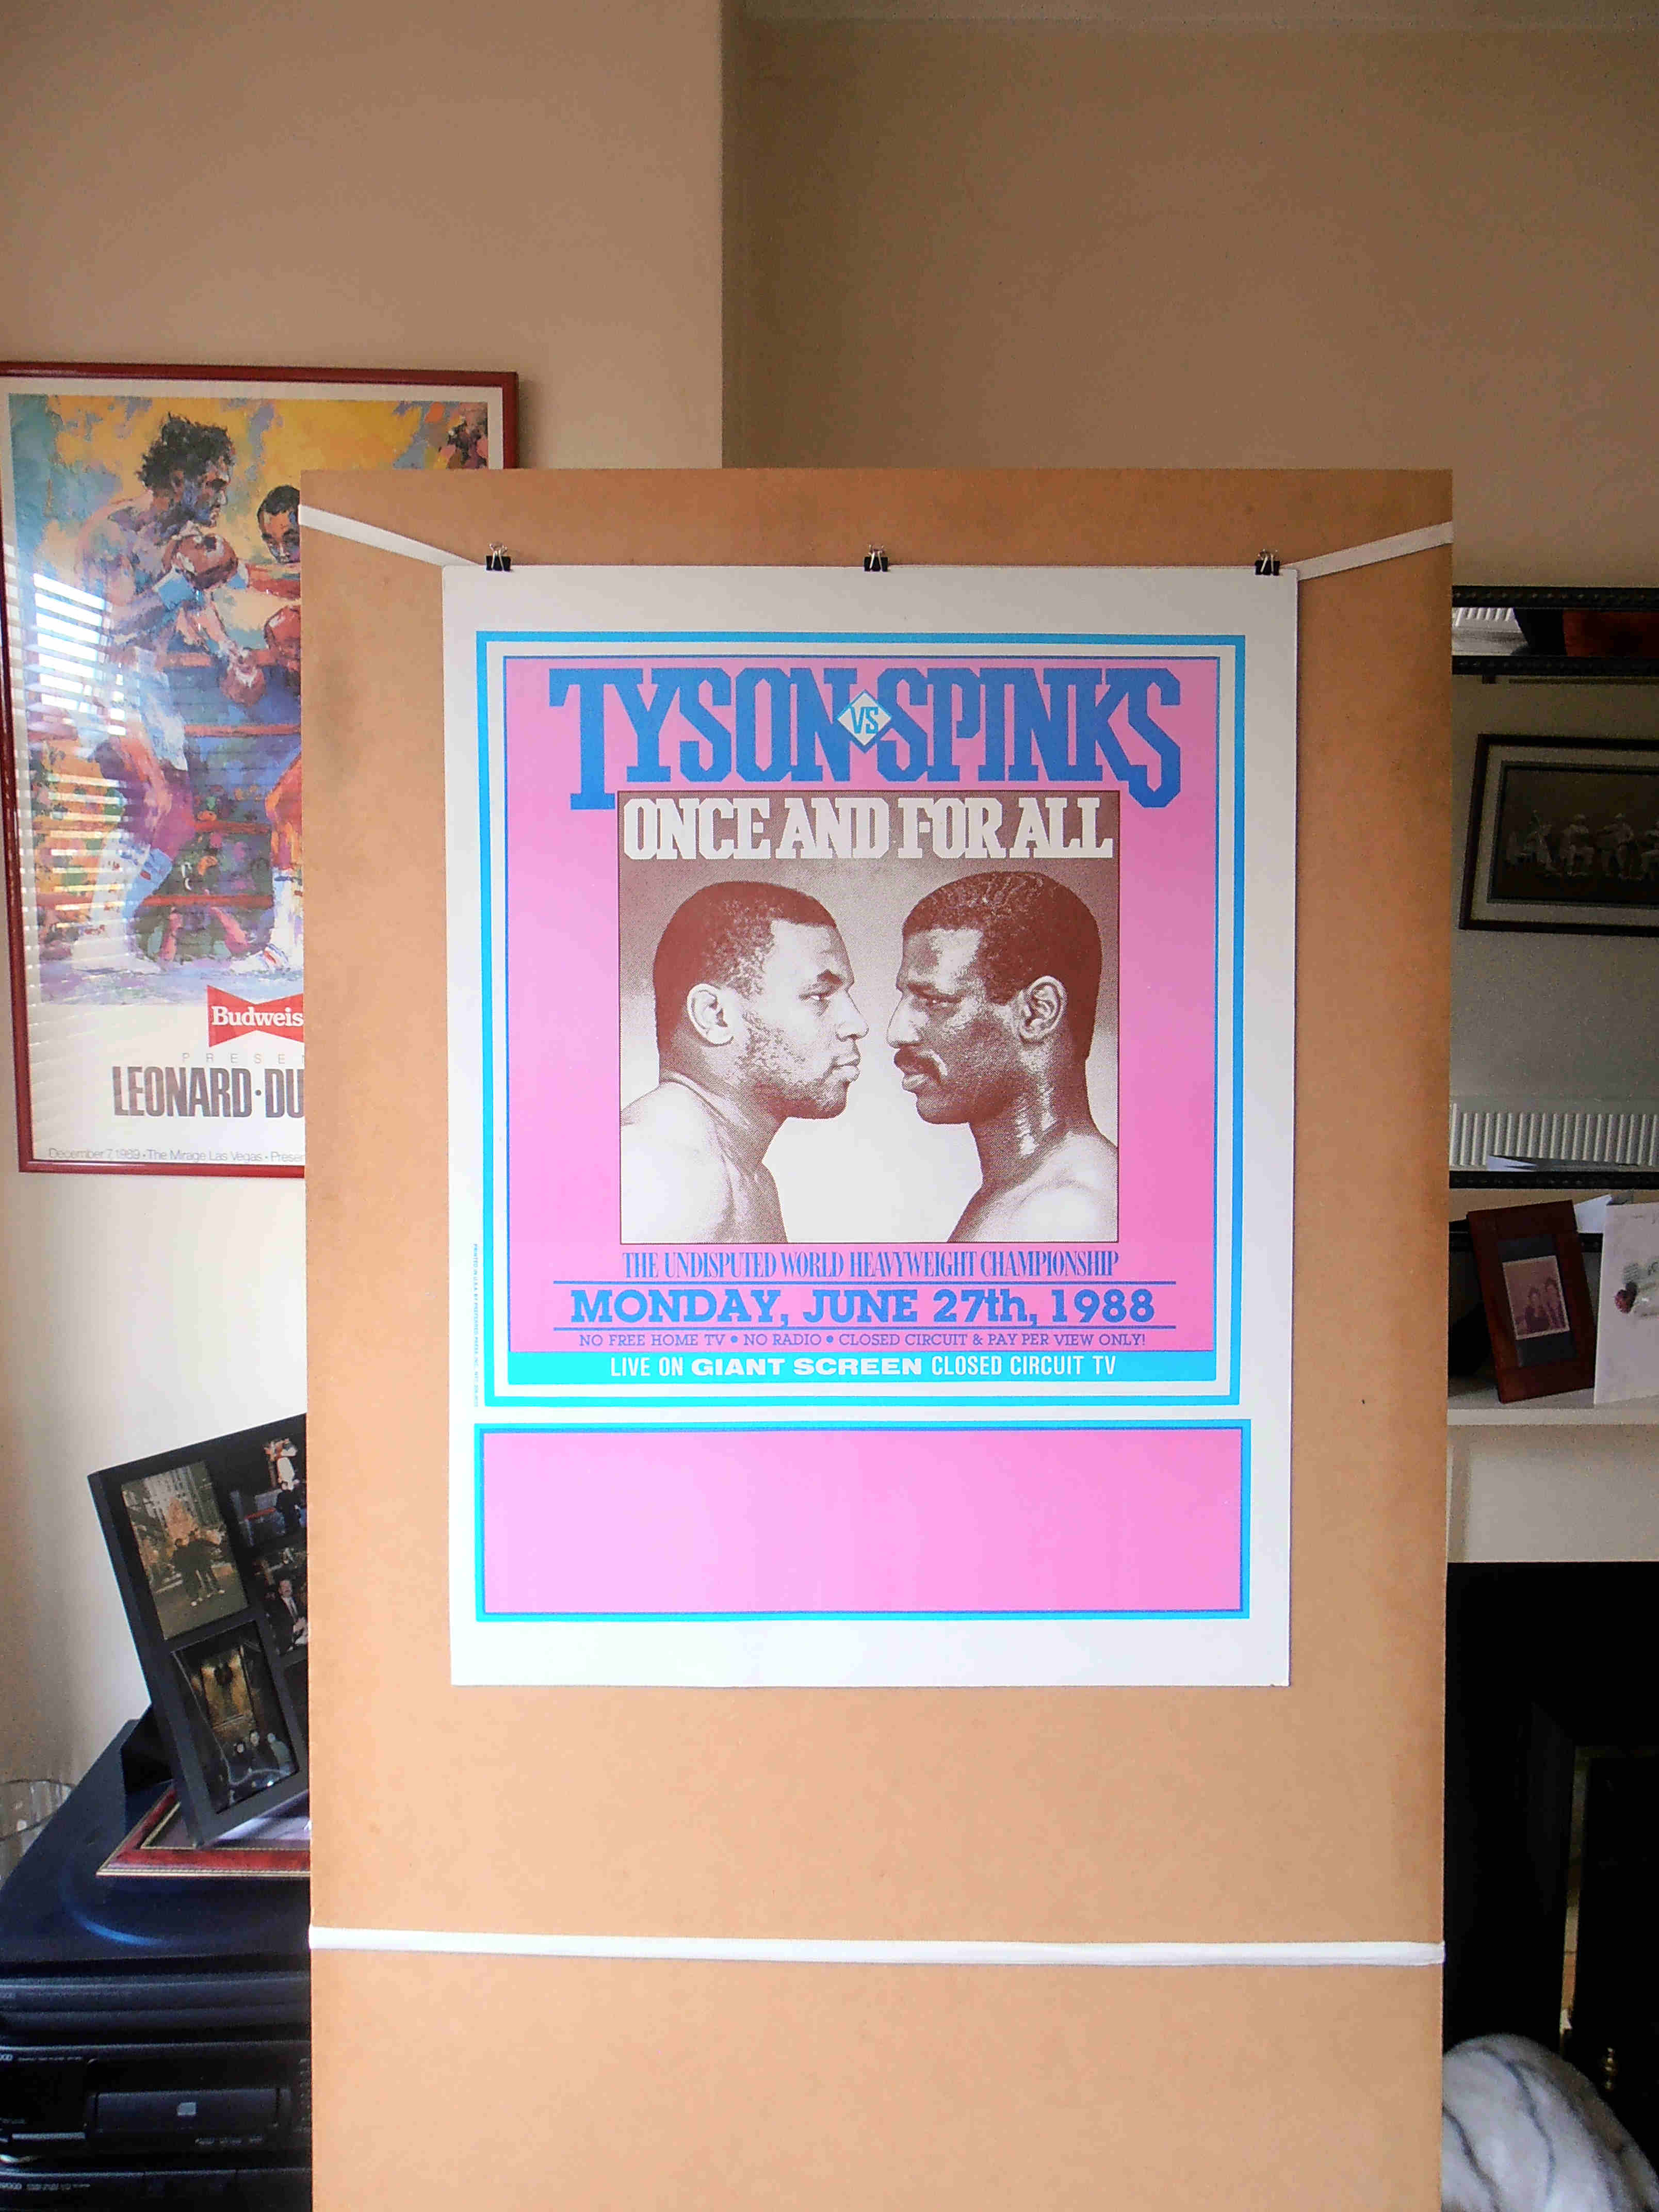 TYSON VS SPINKS
ONCE AND FOR ALL
THE UNDISPUTED WORLD HEAVYWEIGHT CHAMPIONSHIP
MONDAY, JUNE 27th, 1988
NO FREE HOME TV • NO RADIO • CLOSED CIRCUIT & PAY PER VIEW ONLY!
LIVE ON GIANT SCREEN CLOSED CIRCUIT TV
Budweis
PRESE
LEONARD·DU
December 7, 1989 • The Mirage Las Vegas • Presen